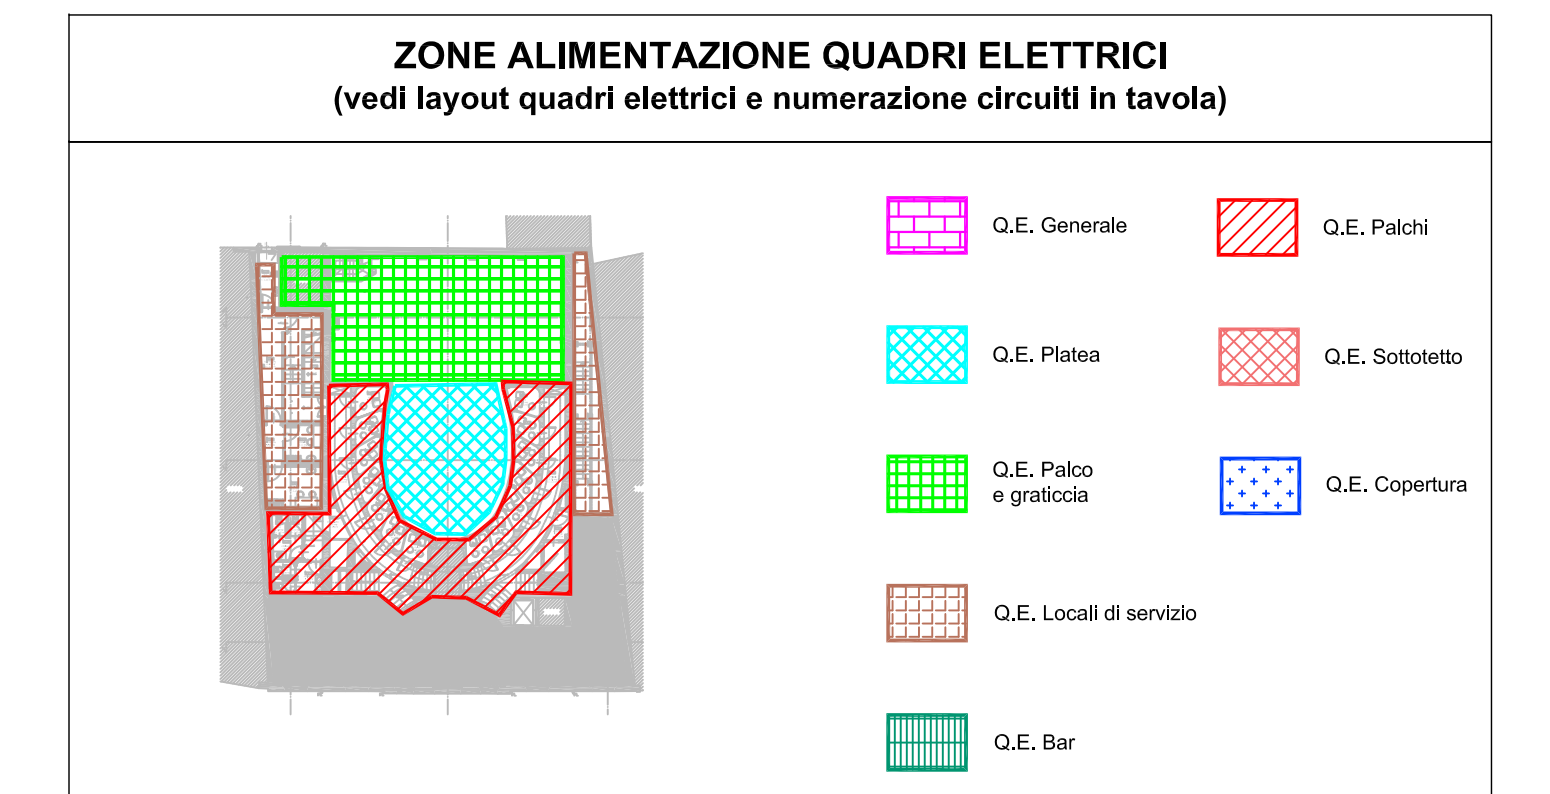 ZONE ALIMENTAZIONE QUADRI ELETTRICI
(vedi layout quadri elettrici e numerazione circuiti in tavola)
Q.E. Generale
Q.E. Palchi
Q.E. Platea
Q.E. Sottotetto
Q.E. Palco
e graticcia
Q.E. Copertura
Q.E. Locali di servizio
Q.E. Bar